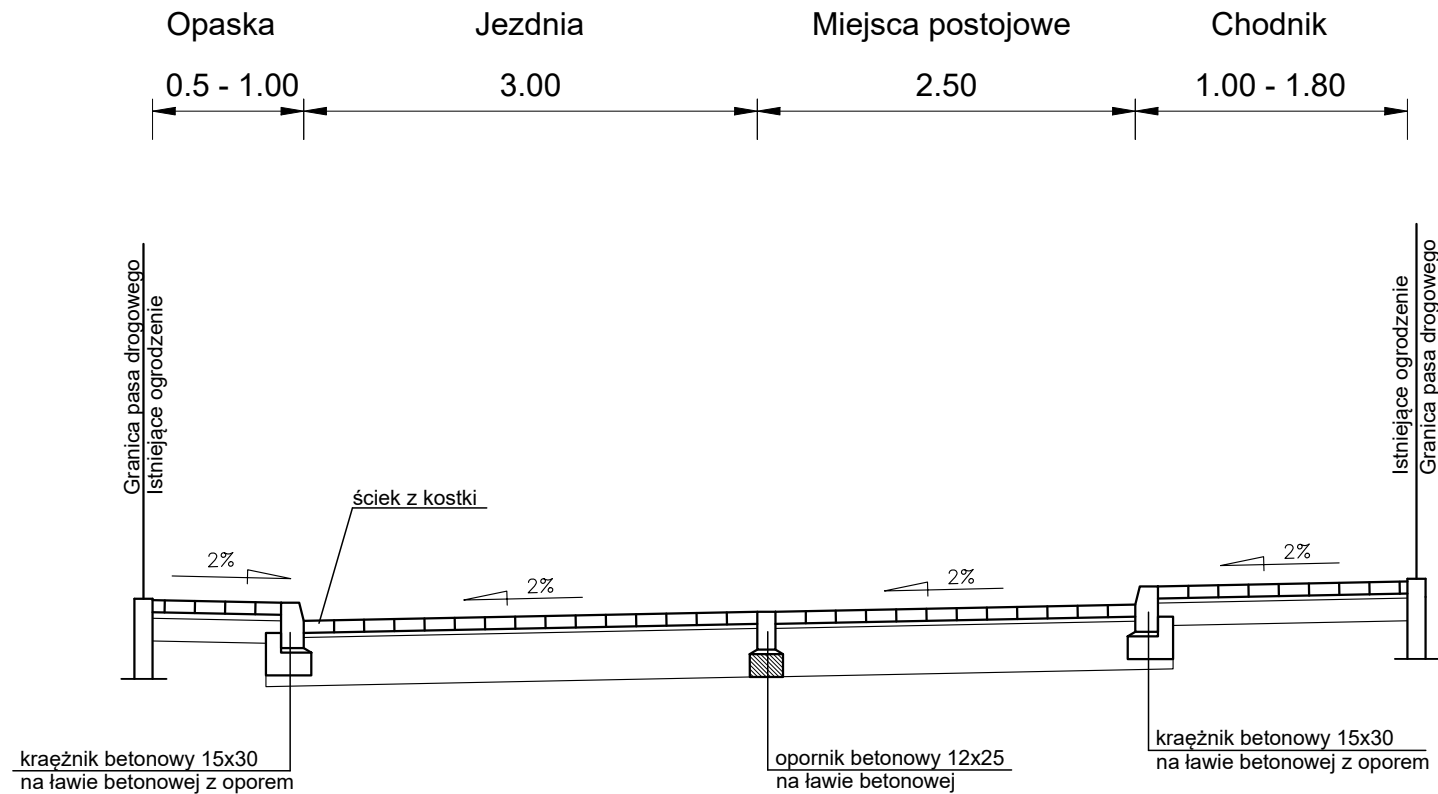 Opaska
Jezdnia
Miejsca postojowe
Chodnik
0.5 - 1.00
3.00
2.50
1.00 - 1.80
Granica pasa drogowego
Istniejące ogrodzenie
Istniejące ogrodzenie
Granica pasa drogowego
ściek z kostki
2%
2%
2%
2%
kraężnik betonowy 15x30
na ławie betonowej z oporem
opornik betonowy 12x25
na ławie betonowej
kraężnik betonowy 15x30
na ławie betonowej z oporem